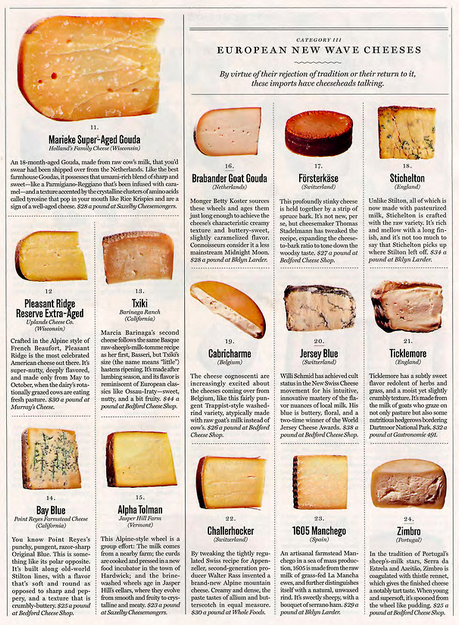 11.
Marieke Super-Aged Gouda
Holland's Family Cheese (Wisconsin)
An 18-month-aged Gouda, made from raw cow's milk, that you'd
swear had been shipped over from the Netherlands. Like the best
farmhouse Goudas, it possesses that umami-rich blend of sharp and
sweet—like a Parmigiano-Reggiano that's been infused with cara-
mel—and a texture accented by the crystalline clusters of amino acids
called tyrosine that pop in your mouth like Rice Krispies and are a
sign of a well-aged cheese. $28 a pound at Saxelby Cheesemongers.
12
Pleasant Ridge
Reserve Extra-Aged
Uplands Cheese Co.
(Wisconsin)
Crafted in the Alpine style of
French Beaufort, Pleasant
Ridge is the most celebrated
American cheese out there. It's
super-nutty, deeply flavored,
and made only from May to
October, when the dairy's rota-
tionally grazed cows are eating
fresh pasture. $30 a pound at
Murray's Cheese.
13.
Txiki
Barinaga Ranch
(California)
Marcia Barinaga's second
cheese follows the same Basque
raw-sheep's-milk-tomme recipe
as her first, Baserri, but Txiki's
size (the name means "little")
hastens ripening. It's made after
lambing season, and its flavor is
reminiscent of European clas-
sics like Ossau-Iraty—sweet,
nutty, and a bit fruity. $44 a
pound at Bedford Cheese Shop.
14.
Bay Blue
Point Reyes Farmstead Cheese
(California)
You know Point Reyes's
punchy, pungent, razor-sharp
Original Blue. This is some-
thing like its polar opposite.
It's built along old-world
Stilton lines, with a flavor
that's soft and round as
opposed to sharp and pep-
pery, and a texture that is
crumbly-buttery. $25 a
pound at Bedford Cheese Shop.
15.
Alpha Tolman
Jasper Hill Farm
(Vermont)
This Alpine-style wheel is a
group effort: The milk comes
from a nearby farm; the curds
are cooked and pressed in a new
food incubator in the town of
Hardwick; and the brine-
washed wheels age in Jasper
Hill's cellars, where they evolve
from smooth and fruity to crys-
talline and meaty. $23 a pound
at Saxelby Cheesemongers.
CATEGORY III
EUROPEAN NEW WAVE CHEESES
By virtue of their rejection of tradition or their return to it,
these imports have cheeseheads talking.
16.
Brabander Goat Gouda
(Netherlands)
Monger Betty Koster sources
these wheels and ages them
just long enough to achieve the
cheese's characteristic creamy
texture and buttery-sweet,
slightly caramelized flavor.
Connoisseurs consider it a less
mainstream Midnight Moon.
$28 a pound at Bklyn Larder.
17.
Försterkäse
(Switzerland)
This profoundly stinky cheese
is held together by a strip of
spruce bark. It's not new, per
se, but cheesemaker Thomas
Stadelmann has tweaked the
recipe, expanding the cheese-
to-bark ratio to tone down the
woodsy taste. $27 a pound at
Bedford Cheese Shop.
18.
Stichelton
(England)
Unlike Stilton, all of which is
now made with pasteurized
milk, Stichelton is crafted
with the raw variety. It's rich
and mellow with a long fin-
ish, and it's not too much to
say that Stichelton picks up
where Stilton left off. $34 a
pound at Bklyn Larder.
19.
Gabricharme
(Belgium)
The cheese cognoscenti are
increasingly excited about the
cheeses coming over from
Belgium, like this fairly pun-
gent Trappist-style washed-
rind variety, atypically made
with raw goat's milk instead of
cow's. $26 a pound at Bedford
Cheese Shop.
20.
Jersey Blue
(Switzerland)
Willi Schmid has achieved cult
status in the New Swiss Cheese
movement for his intuitive,
innovative mastery of the fla-
vor nuances of local milk. His
blue is buttery, floral, and a
two-time winner of the World
Jersey Cheese Awards. $38 a
pound at Bedford Cheese Shop.
21.
Ticklemore
(England)
Ticklemore has a subtly sweet
flavor redolent of herbs and
grass, and a moist yet slightly
crumbly texture. It's made from
the milk of goats who graze on
not only pasture but also some
nutritious hedgerows bordering
Dartmoor National Park. $32 a
pound at Gastronomie 491.
22.
Challerhocker
(Switzerland)
By tweaking the tightly regu-
lated Swiss recipe for Appen-
zeller, second-generation pro-
ducer Walter Rass invented a
brand-new Alpine mountain
cheese. Creamy and dense, the
paste tastes of allium and but-
terscotch in equal measure.
$30 a pound at Whole Foods.
23.
1605 Manchego
(Spain)
An artisanal farmstead Man-
chego in a sea of mass produc-
tion, 1605 is made from the raw
milk of grass-fed La Mancha
ewes, and further distinguishes
itself with a natural, unwaxed
rind. It's swoony sheepy, with a
bouquet of serrano ham. $29 a
pound at Bklyn Larder.
24.
Zimbro
(Portugal)
In the tradition of Portugal's
sheep's-milk stars, Serra da
Estrela and Azeitão, Zimbro is
coagulated with thistle rennet,
which gives the finished cheese
a notably tart taste. When young
and supersoft, it's spooned from
the wheel like pudding. $25 a
pound at Bklyn Larder.